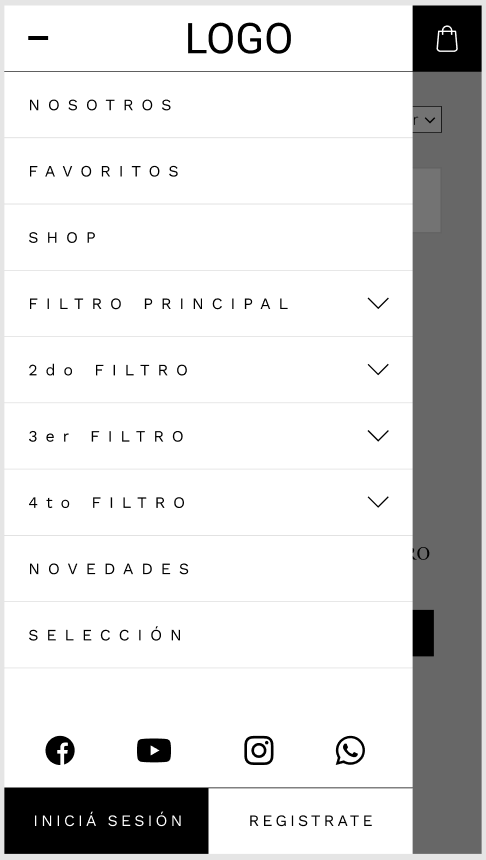 LOGO
NOSOTROS
FAVORITOS
SHOP
FILTRO PRINCIPAL
2do FILTRO
3er FILTRO
4to FILTRO
NOVEDADES
SELECCIÓN
INICIÁ SESIÓN
REGISTRATE